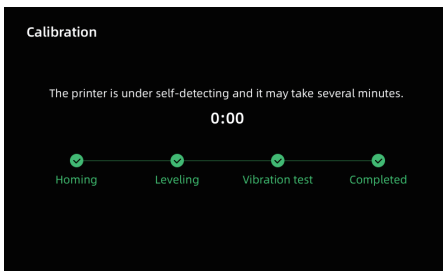 Calibration
The printer is under self-detecting and it may take several minutes.
0:00
Homing Leveling Vibration test Completed